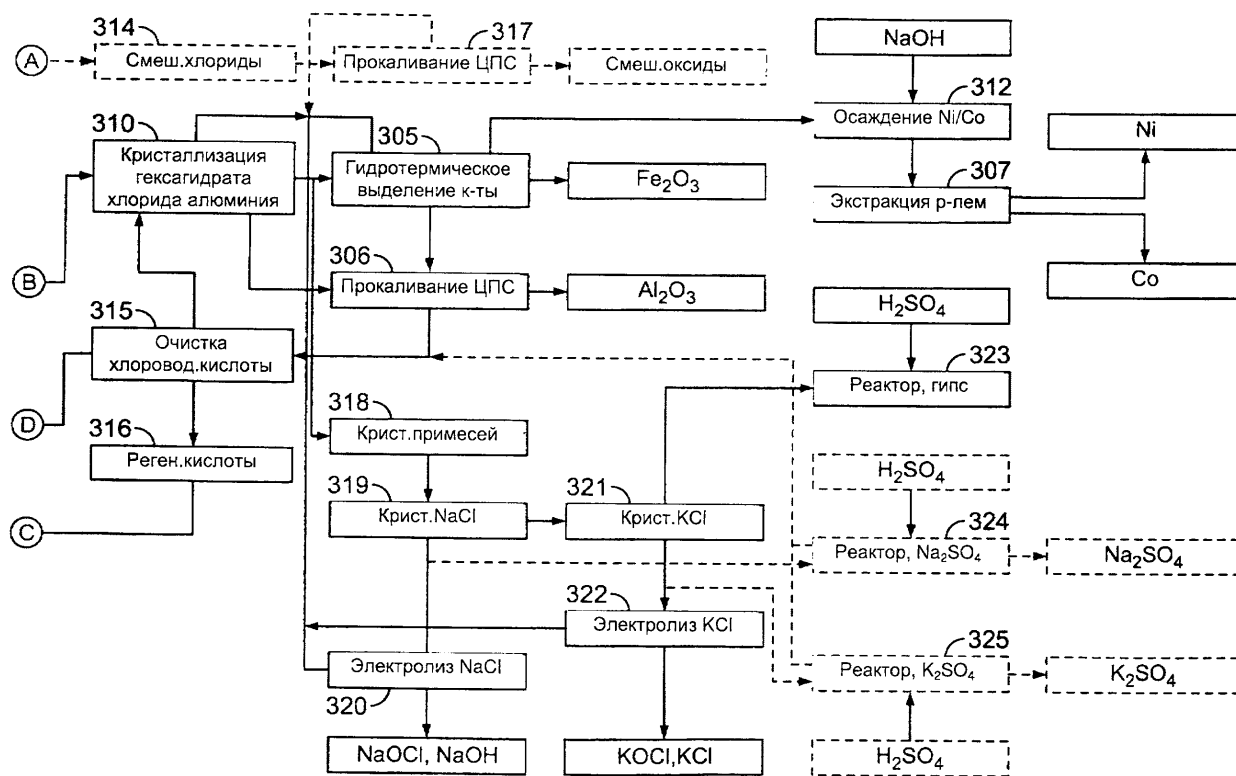 314
317
A
Смеш.хлориды
Прокаливание ЦПС
Смеш.оксиды
NaOH
312
Осаждение Ni/Co
310
Кристаллизация
гексагидрата
хлорида алюминия
305
Гидротермическое
выделение к-ты
Fe₂O₃
Ni
307
Экстракция р-лем
B
306
Прокаливание ЦПС
Al₂O₃
Co
315
Очистка
хлоровод.кислоты
H₂SO₄
323
Реактор, гипс
D
316
Реген.кислоты
318
Крист.примесей
C
319
Крист.NaCl
321
Крист.KCl
H₂SO₄
324
Реактор, Na₂SO₄
Na₂SO₄
322
Электролиз KCl
Электролиз NaCl
320
325
Реактор, K₂SO₄
K₂SO₄
NaOCl, NaOH
KOCl,KCl
H₂SO₄